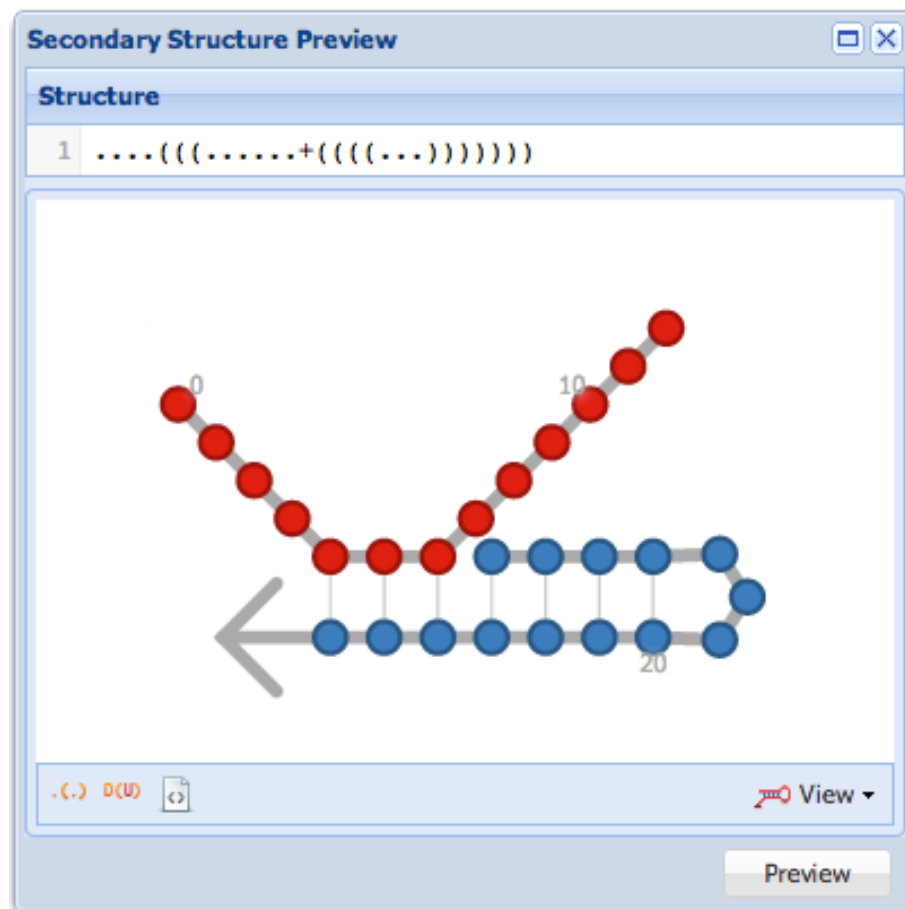 Secondary Structure Preview
Structure
1 ....(((......+((((...)))))))
0
10
20
.(.) D(U) <> View
Preview